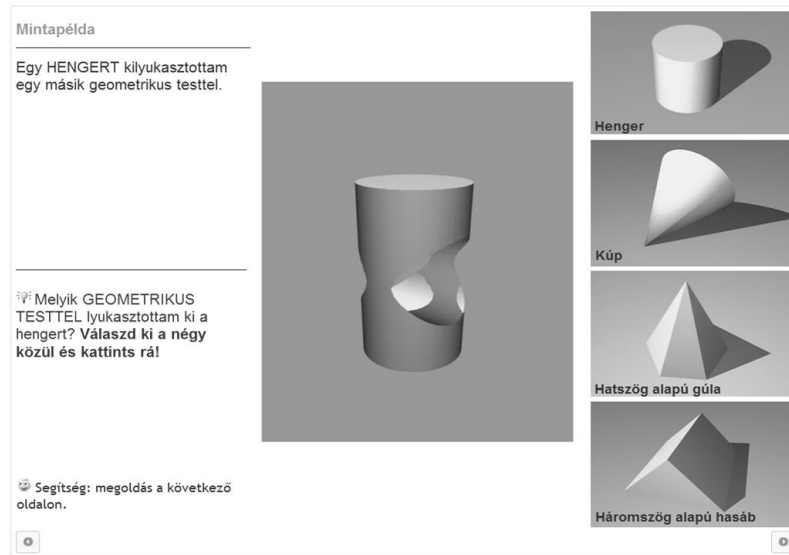 Mintapélda
Egy HENGERT kilyukasztottam
egy másik geometrikus testtel.
Melyik GEOMETRIKUS
TESTTEL lyukasztottam ki a
hengert? Válaszd ki a négy
közül és kattints rá!
Segítség: megoldás a következő
oldalon.
Henger
Kúp
Hatszög alapú gúla
Háromszög alapú hasáb